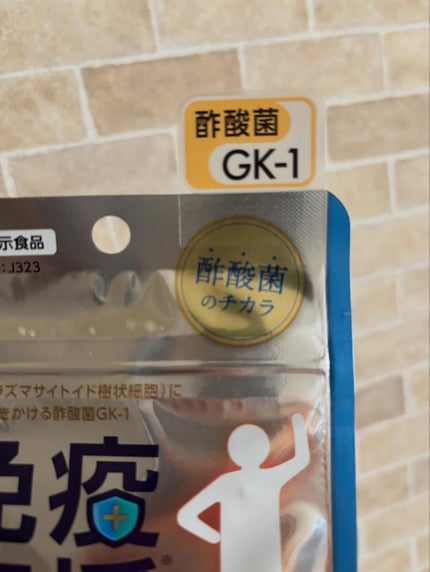 酢酸菌
GK-1
示食品
:J323
酢酸菌
のチカラ
ラズマサイトイド樹状細胞)に
きかける酢酸菌GK-1
免疫
※